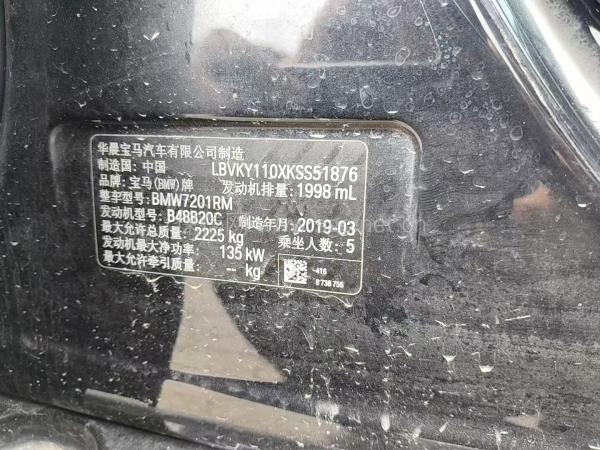 华晨宝马汽车有限公司制造
制造国: 中国 LBVKY110XKSS51876
品牌: 宝马(BMW)牌 发动机排量: 1998 mL
整车型号: BMW7201RM
发动机型号: B48B20C 制造年月: 2019-03
最大允许总质量: 2225 kg 乘坐人数: 5
发动机最大净功率: 135 kW
最大允许牵引质量: -- kg
416
8 738 756